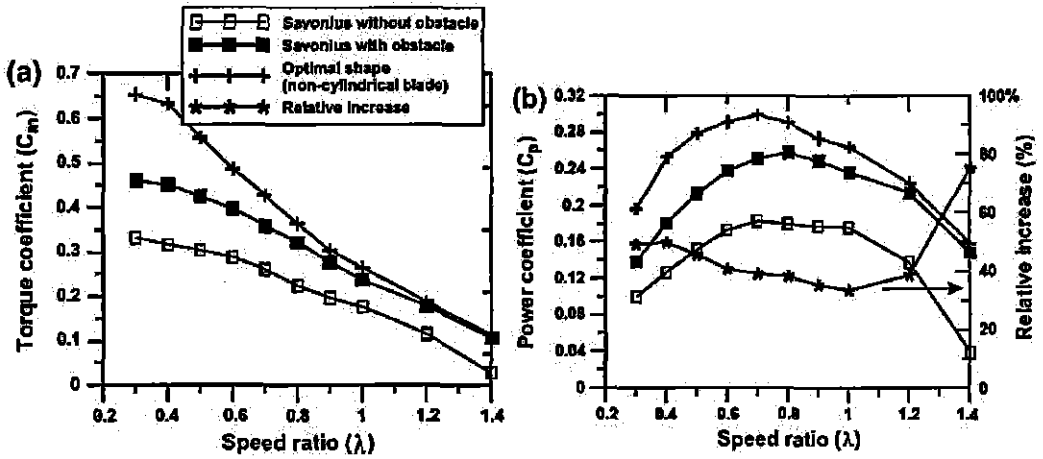 Savonius without obstacle
Savonius with obstacle
Optimal shape
(non-cylindrical blade)
Relative increase
(a)
0.7
0.6
0.5
0.4
0.3
0.2
0.1
0
Torque coefficient (Cm)
0.2 0.4 0.6 0.8 1 1.2 1.4
Speed ratio (λ)
(b)
0.32
0.28
0.24
0.2
0.16
0.12
0.08
0.04
0
Power coefficient (Cp)
100%
80
60
40
20
0
Relative increase (%)
0.2 0.4 0.6 0.8 1 1.2 1.4
Speed ratio (λ)